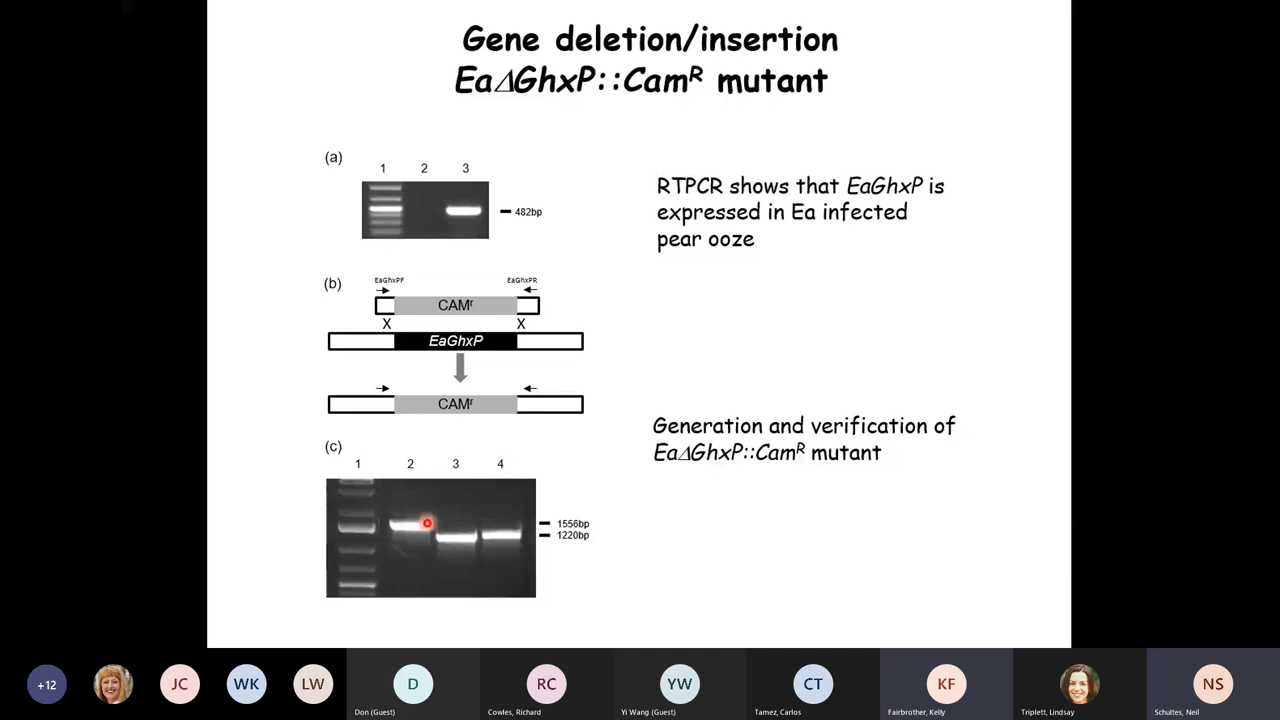 Gene deletion/insertion
EaΔGhxP::Camᴿ mutant
(a)
1 2 3
482bp
RTPCR shows that EaGhxP is
expressed in Ea infected
pear ooze
(b)
EaGhxPF EaGhxPR
CAMʳ
X X
EaGhxP
CAMʳ
Generation and verification of
EaΔGhxP::Camᴿ mutant
(c)
1 2 3 4
1556bp
1220bp
+12 JC WK LW D RC YW CT KF NS
Don (Guest) Cowles, Richard Yi Wang (Guest) Tamez, Carlos Fairbrother, Kelly Triplett, Lindsay Schultes, Neil